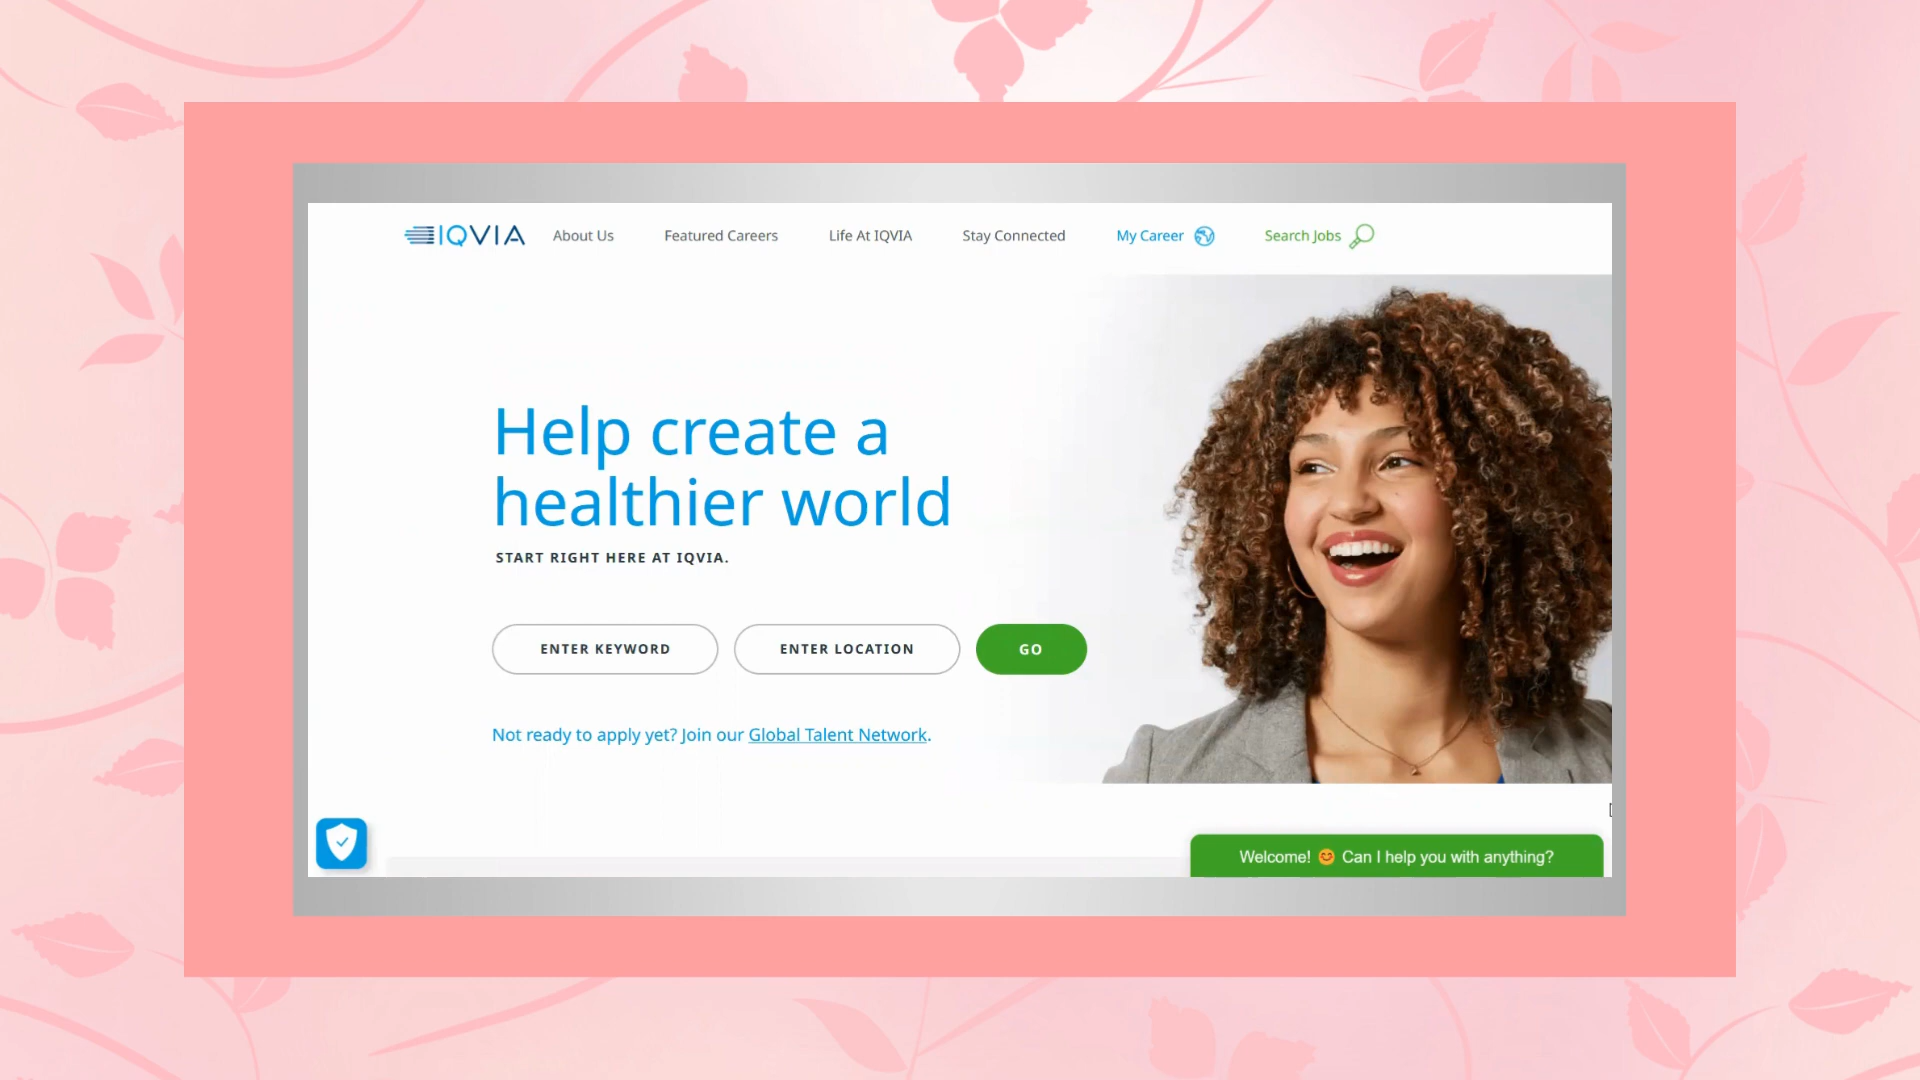 IQVIA
About Us
Featured Careers
Life At IQVIA
Stay Connected
My Career
Search Jobs
Help create a
healthier world
START RIGHT HERE AT IQVIA.
ENTER KEYWORD
ENTER LOCATION
GO
Not ready to apply yet? Join our Global Talent Network.
Welcome! 😊 Can I help you with anything?